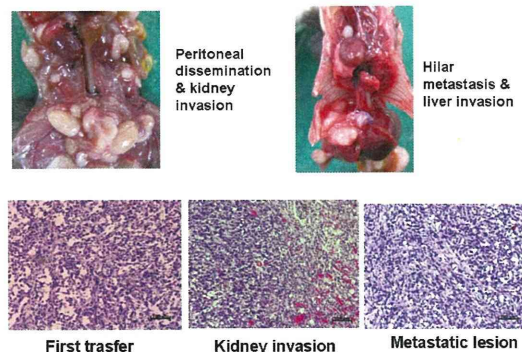 Peritoneal
dissemination
& kidney
invasion
Hilar
metastasis &
liver invasion
First trasfer
Kidney invasion
Metastatic lesion